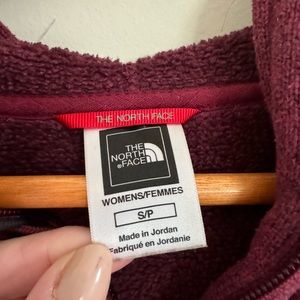 THE NORTH FACE
THE
NORTH
FACE
WOMENS/FEMMES
S/P
Made in Jordan
Fabriqué en Jordanie